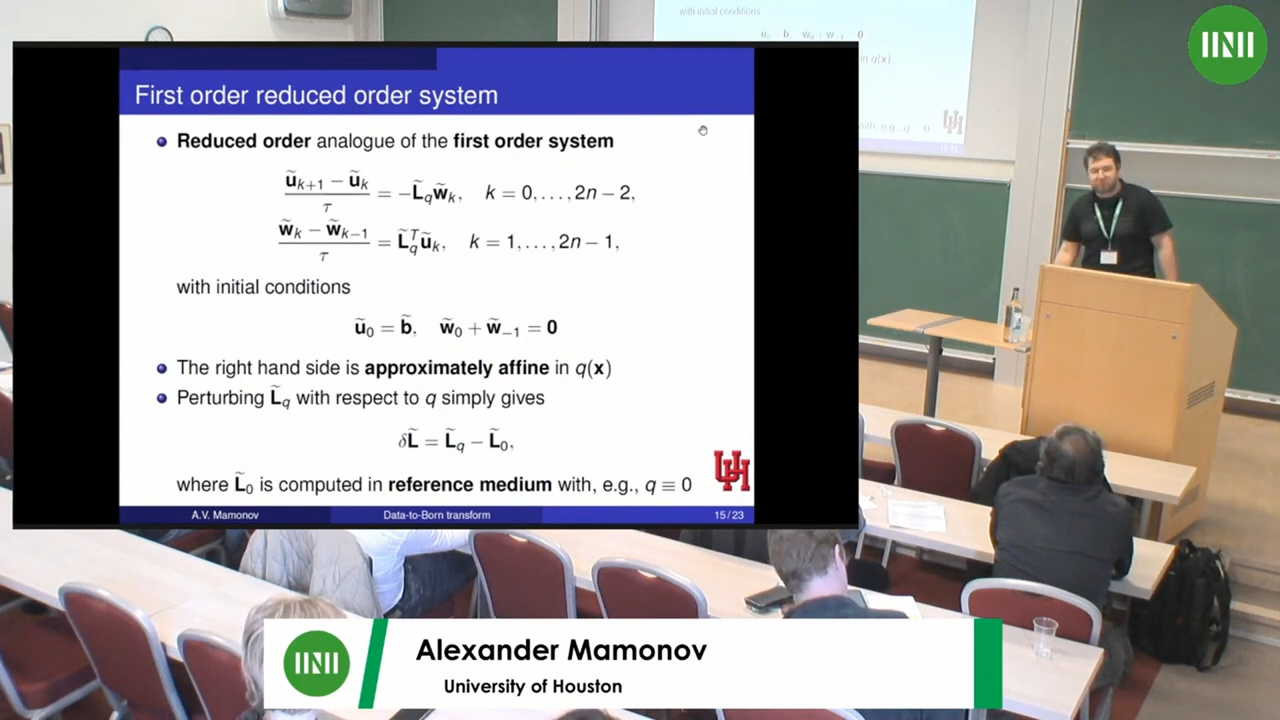 First order reduced order system
Reduced order analogue of the first order system
(ũ_{k+1} − ũ_k)/τ = −L̃_q w̃_k, k = 0, . . . , 2n − 2,
(w̃_k − w̃_{k−1})/τ = L̃_q^T ũ_k, k = 1, . . . , 2n − 1,
with initial conditions
ũ_0 = b̃, w̃_0 + w̃_{−1} = 0
The right hand side is approximately affine in q(x)
Perturbing L̃_q with respect to q simply gives
δL̃ = L̃_q − L̃_0,
where L̃_0 is computed in reference medium with, e.g., q ≡ 0
A.V. Mamonov Data-to-Born transform 15 / 23
with initial conditions
q(x)
Alexander Mamonov
University of Houston